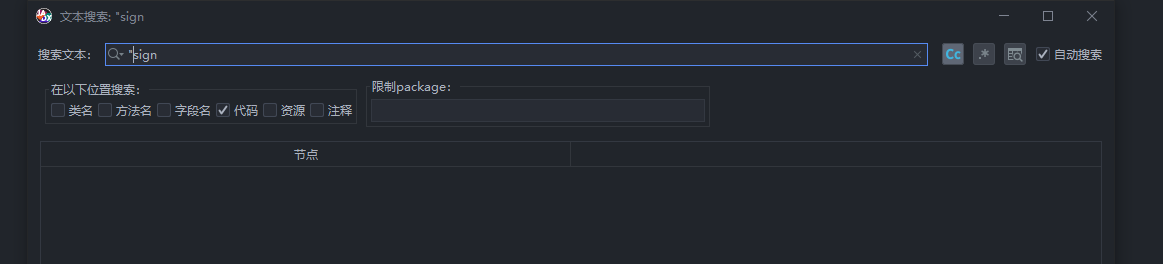 文本搜索: "sign
搜索文本: "sign Cc .* 自动搜索
在以下位置搜索: 限制package:
类名 方法名 字段名 代码 资源 注释
节点